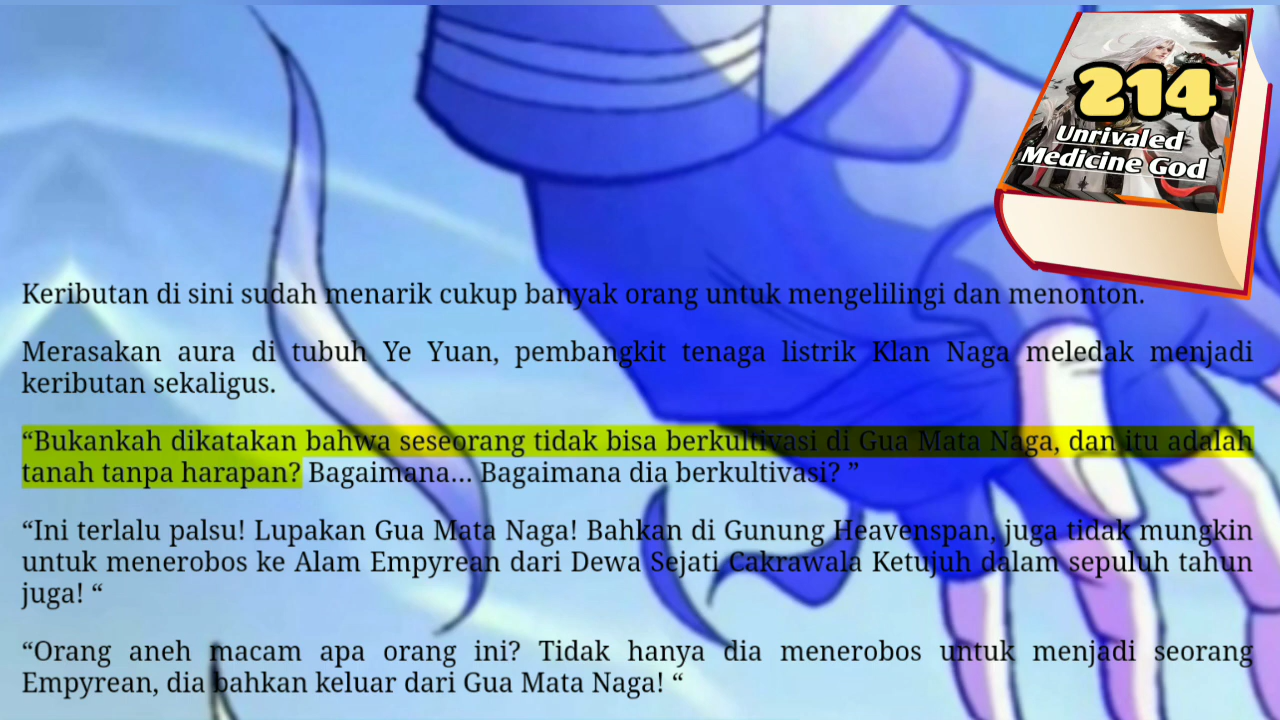 214
Unrivaled
Medicine God
Keributan di sini sudah menarik cukup banyak orang untuk mengelilingi dan menonton.
Merasakan aura di tubuh Ye Yuan, pembangkit tenaga listrik Klan Naga meledak menjadi
keributan sekaligus.
“Bukankah dikatakan bahwa seseorang tidak bisa berkultivasi di Gua Mata Naga, dan itu adalah
tanah tanpa harapan? Bagaimana... Bagaimana dia berkultivasi? ”
“Ini terlalu palsu! Lupakan Gua Mata Naga! Bahkan di Gunung Heavenspan, juga tidak mungkin
untuk menerobos ke Alam Empyrean dari Dewa Sejati Cakrawala Ketujuh dalam sepuluh tahun
juga! “
“Orang aneh macam apa orang ini? Tidak hanya dia menerobos untuk menjadi seorang
Empyrean, dia bahkan keluar dari Gua Mata Naga! “